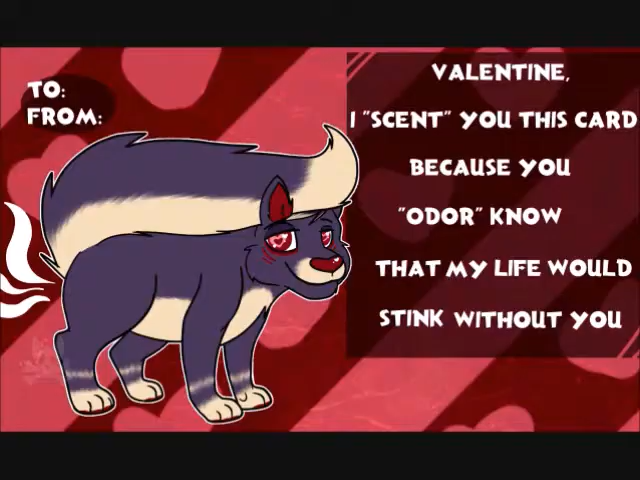 TO:
FROM:
VALENTINE,
I "SCENT" YOU THIS CARD
BECAUSE YOU
"ODOR" KNOW
THAT MY LIFE WOULD
STINK WITHOUT YOU